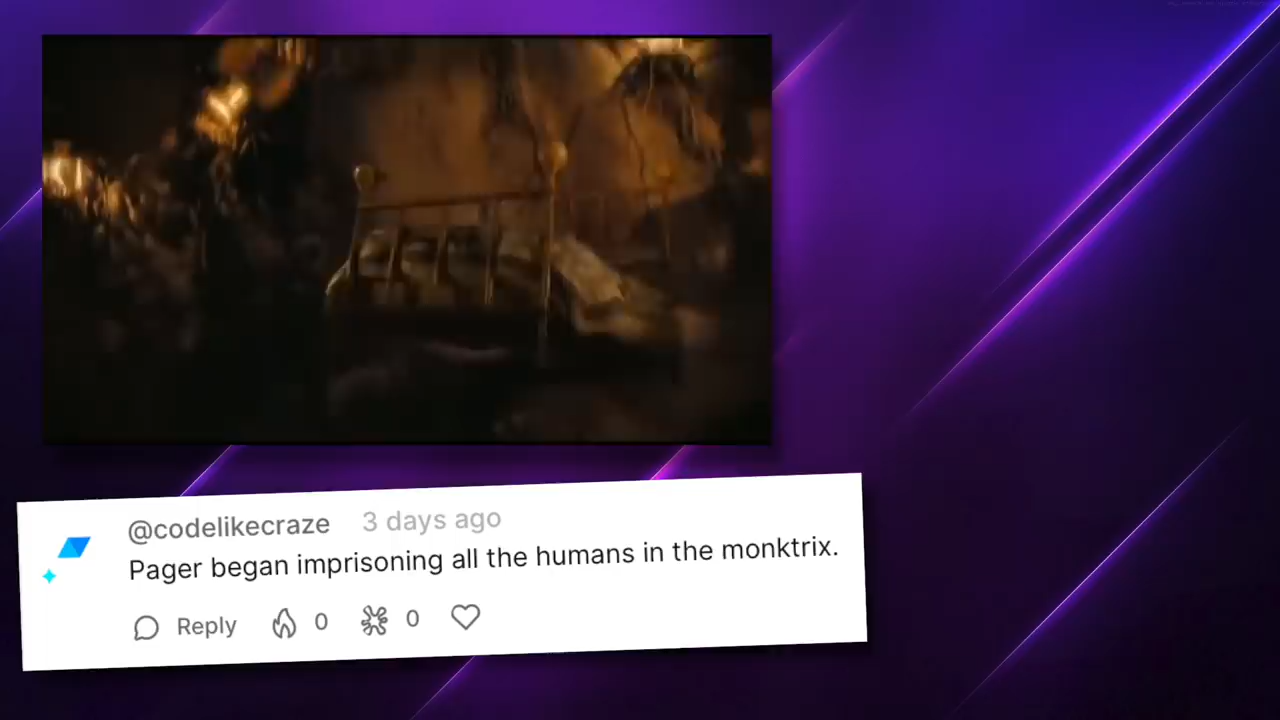 @codelikecraze 3 days ago
Pager began imprisoning all the humans in the monktrix.
Reply 0 0